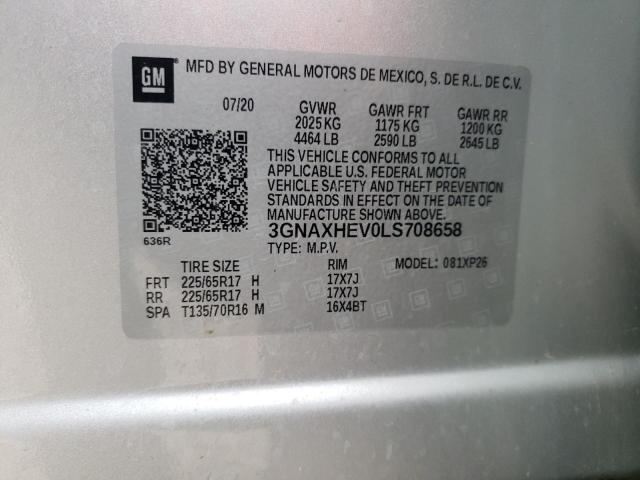 GM MFD BY GENERAL MOTORS DE MEXICO, S. DE R.L. DE C.V.
07/20 GVWR GAWR FRT GAWR RR
2025 KG 1175 KG 1200 KG
4464 LB 2590 LB 2645 LB
THIS VEHICLE CONFORMS TO ALL
APPLICABLE U.S. FEDERAL MOTOR
VEHICLE SAFETY AND THEFT PREVENTION
STANDARDS IN EFFECT ON THE DATE OF
MANUFACTURE SHOWN ABOVE.
3GNAXHEV0LS708658
636R
TYPE: M.P.V.
TIRE SIZE RIM MODEL: 081XP26
FRT 225/65R17 H 17X7J
RR 225/65R17 H 17X7J
SPA T135/70R16 M 16X4BT